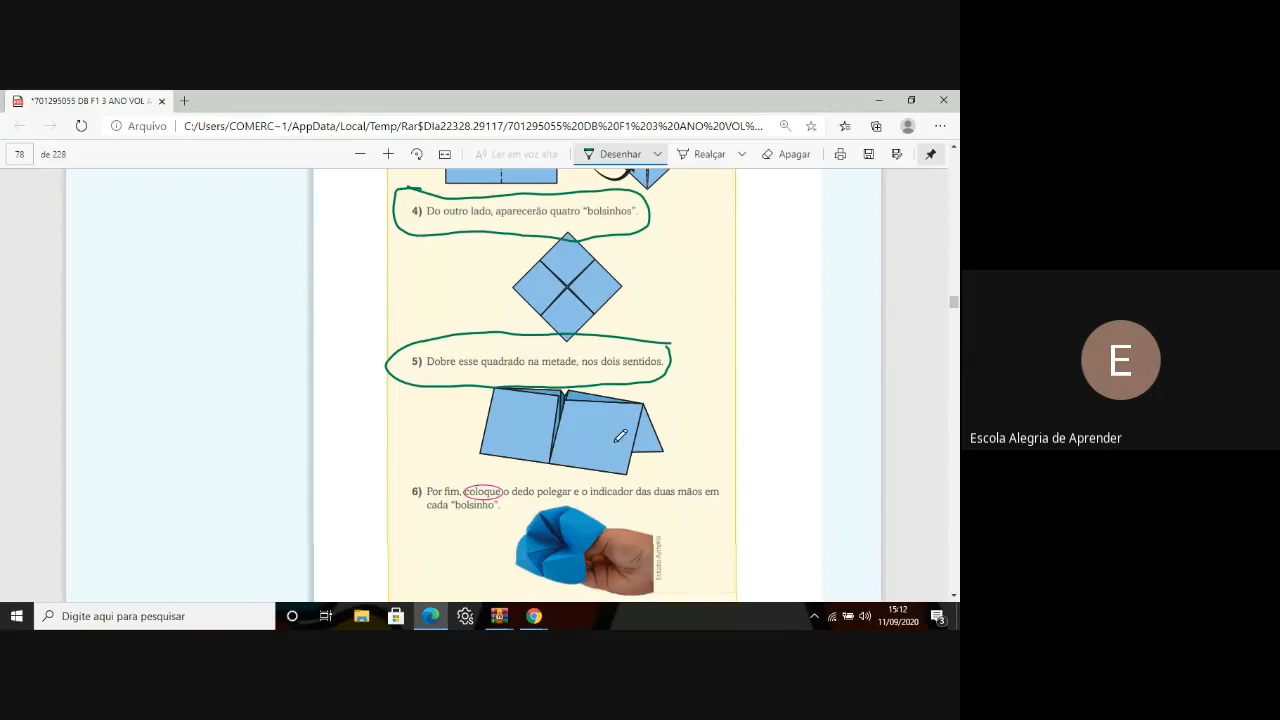 *701295055 DB F1 3 ANO VOL A
Arquivo
C:/Users/COMERC~1/AppData/Local/Temp/Rar$DIa22328.29117/701295055%20DB%20F1%203%20ANO%20VOL%...
78 de 228
Ler em voz alta
Desenhar
Realçar
Apagar
4) Do outro lado, aparecerão quatro “bolsinhos”.
5) Dobre esse quadrado na metade, nos dois sentidos.
6) Por fim, coloque o dedo polegar e o indicador das duas mãos em
cada “bolsinho”.
E
Escola Alegria de Aprender
Digite aqui para pesquisar
15:12
11/09/2020
3